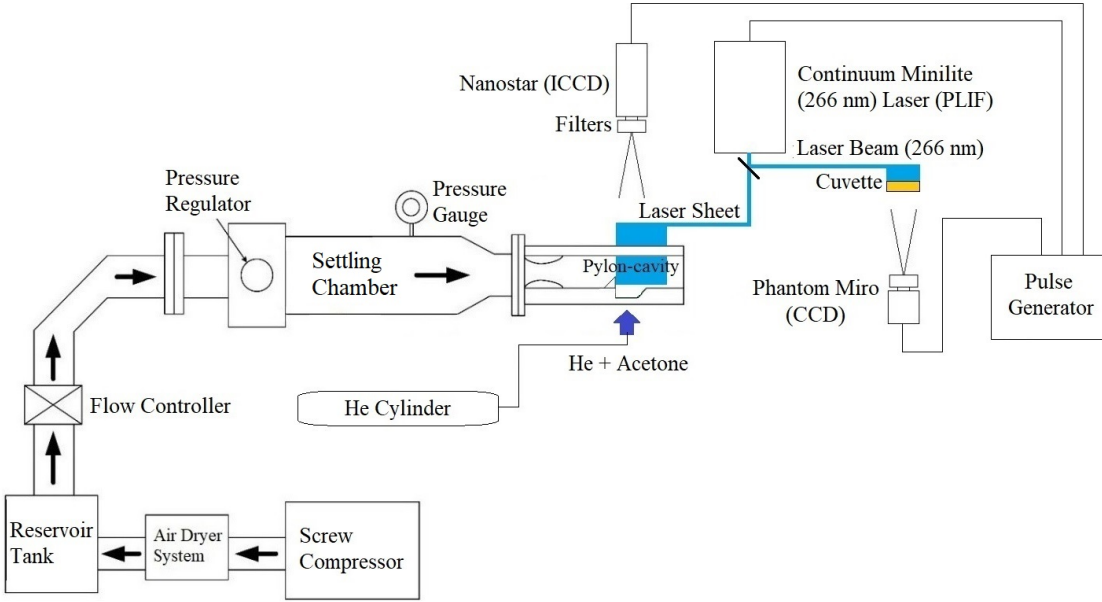 Nanostar (ICCD)
Filters
Continuum Minilite
(266 nm) Laser (PLIF)
Laser Beam (266 nm)
Cuvette
Pressure
Regulator
Pressure
Gauge
Laser Sheet
Settling
Chamber
Pylon-cavity
Phantom Miro
(CCD)
Pulse
Generator
He + Acetone
He Cylinder
Flow Controller
Reservoir
Tank
Air Dryer
System
Screw
Compressor